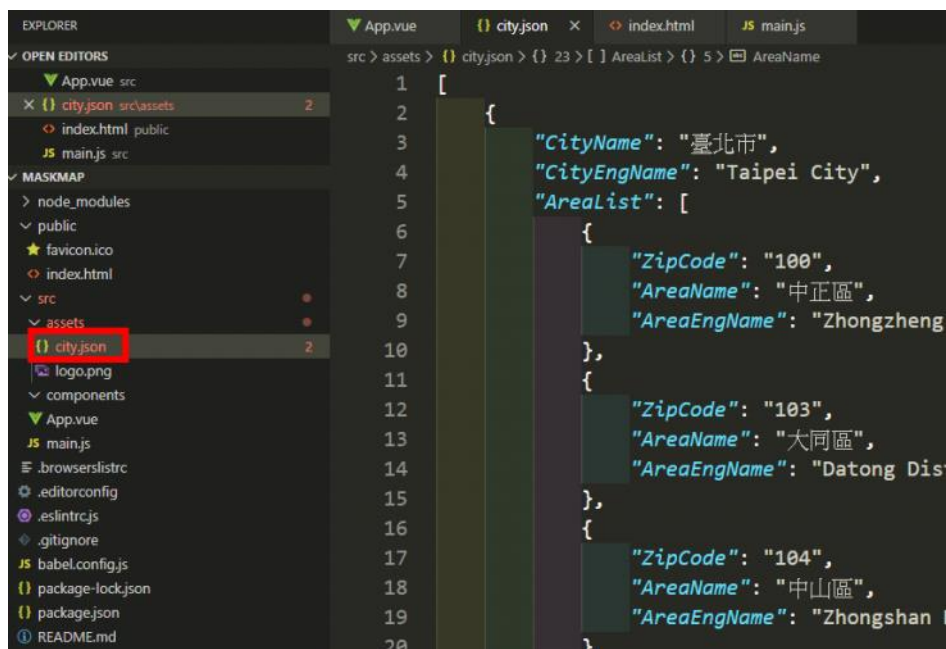 EXPLORER
OPEN EDITORS
App.vue src
city.json src\assets 2
index.html public
JS main.js src
MASKMAP
node_modules
public
favicon.ico
index.html
src
assets
{} city.json 2
logo.png
components
App.vue
JS main.js
.browserslistrc
.editorconfig
.eslintrc.js
.gitignore
JS babel.config.js
{} package-lock.json
{} package.json
README.md
App.vue {} city.json × <> index.html JS main.js
src > assets > {} city.json > {} 23 > [ ] AreaList > {} 5 > AreaName
1 [
2 {
3 "CityName": "臺北市",
4 "CityEngName": "Taipei City",
5 "AreaList": [
6 {
7 "ZipCode": "100",
8 "AreaName": "中正區",
9 "AreaEngName": "Zhongzheng
10 },
11 {
12 "ZipCode": "103",
13 "AreaName": "大同區",
14 "AreaEngName": "Datong Dis
15 },
16 {
17 "ZipCode": "104",
18 "AreaName": "中山區",
19 "AreaEngName": "Zhongshan
20 }